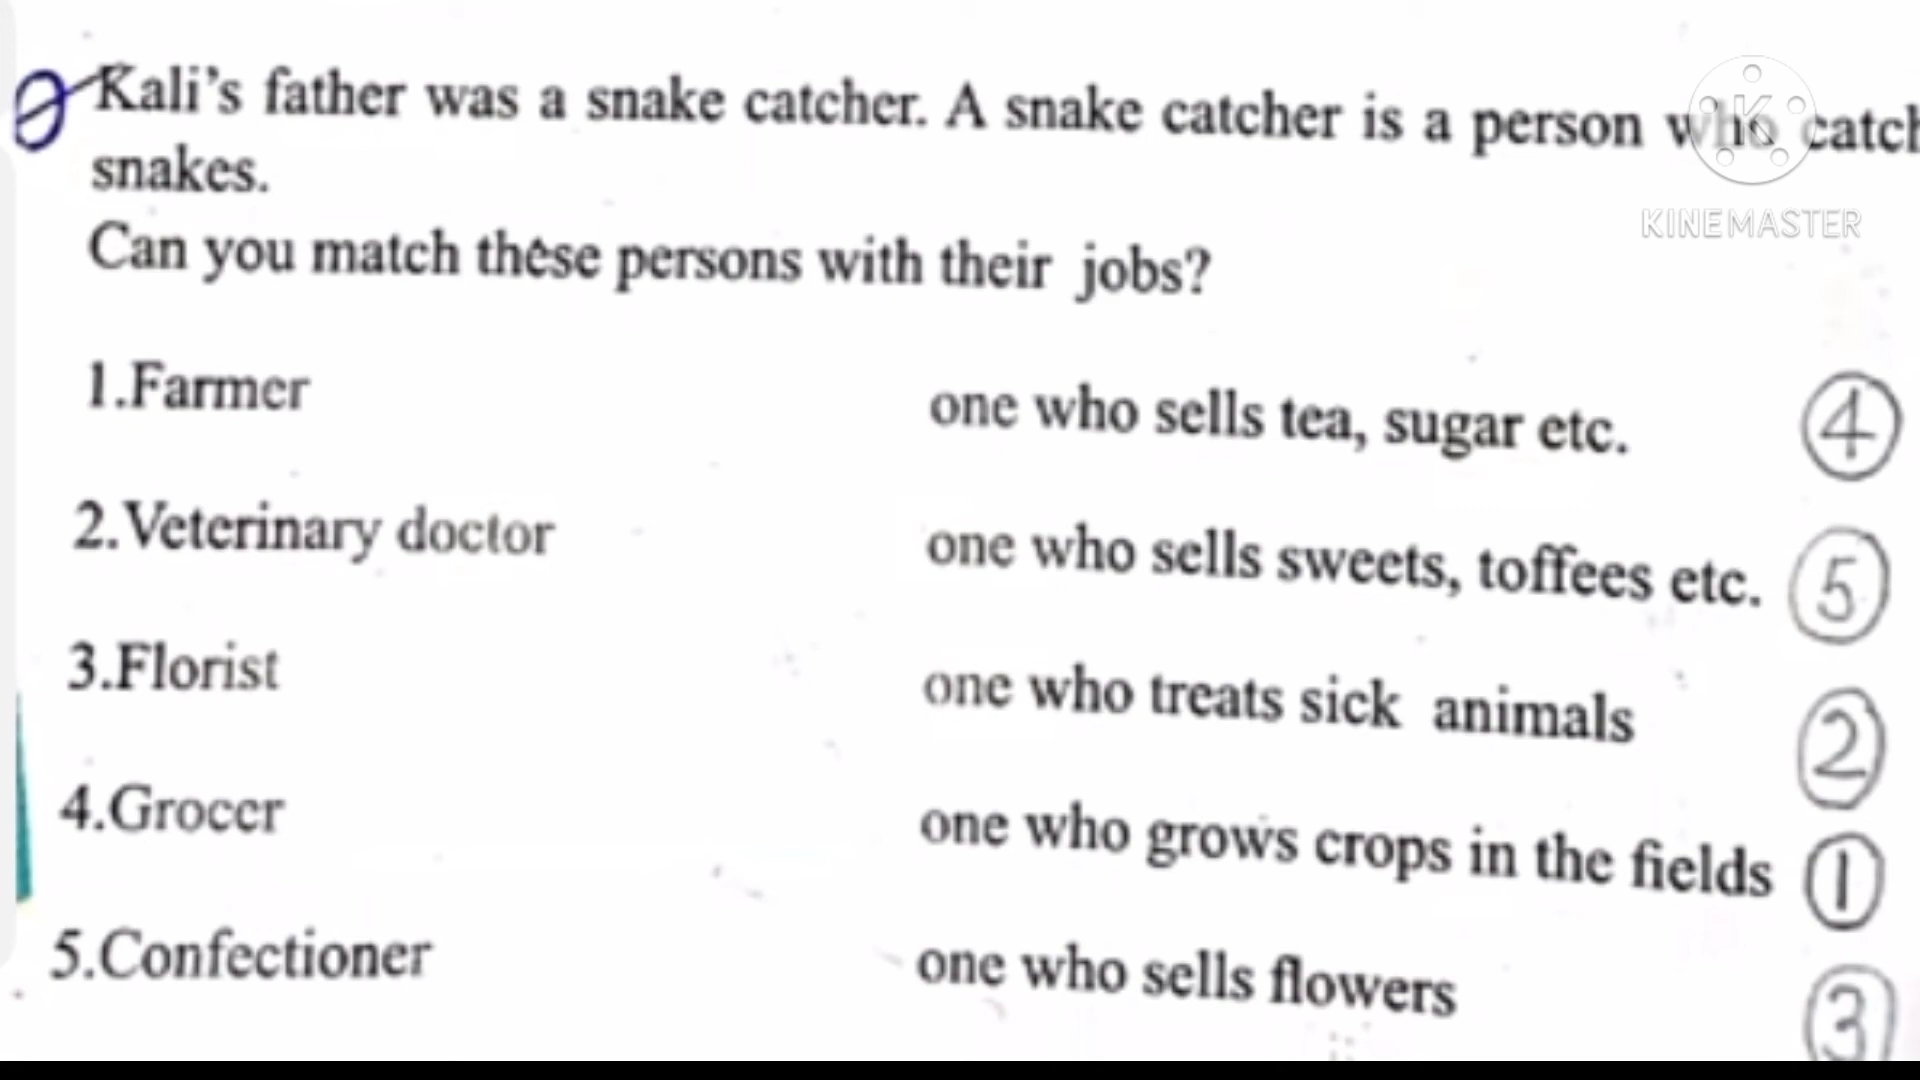 Kali's father was a snake catcher. A snake catcher is a person who catch
snakes.
KINEMASTER
Can you match these persons with their jobs?
1.Farmer one who sells tea, sugar etc. 4
2.Veterinary doctor one who sells sweets, toffees etc. 5
3.Florist one who treats sick animals 2
4.Grocer one who grows crops in the fields 1
5.Confectioner one who sells flowers 3